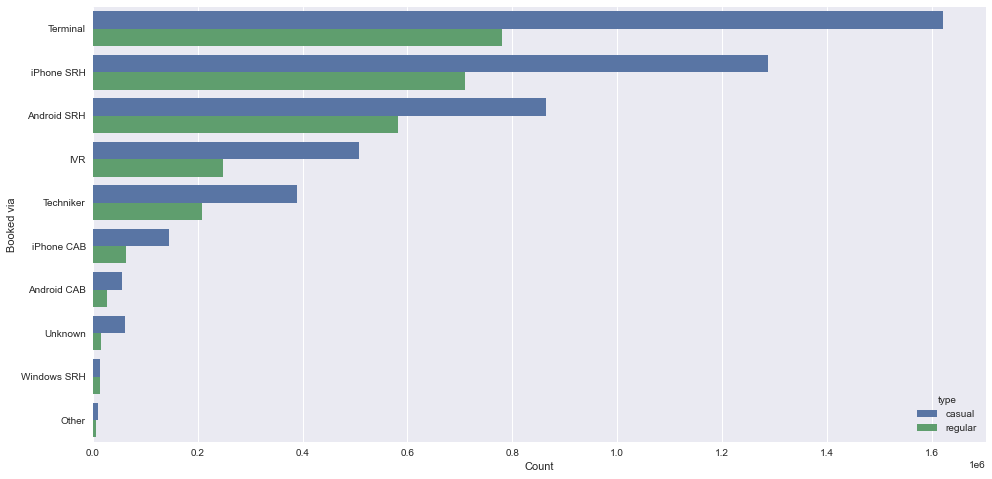 Terminal
iPhone SRH
Android SRH
IVR
Techniker
iPhone CAB
Android CAB
Unknown
Windows SRH
Other
Booked via
type
casual
regular
0.0 0.2 0.4 0.6 0.8 1.0 1.2 1.4 1.6
1e6
Count